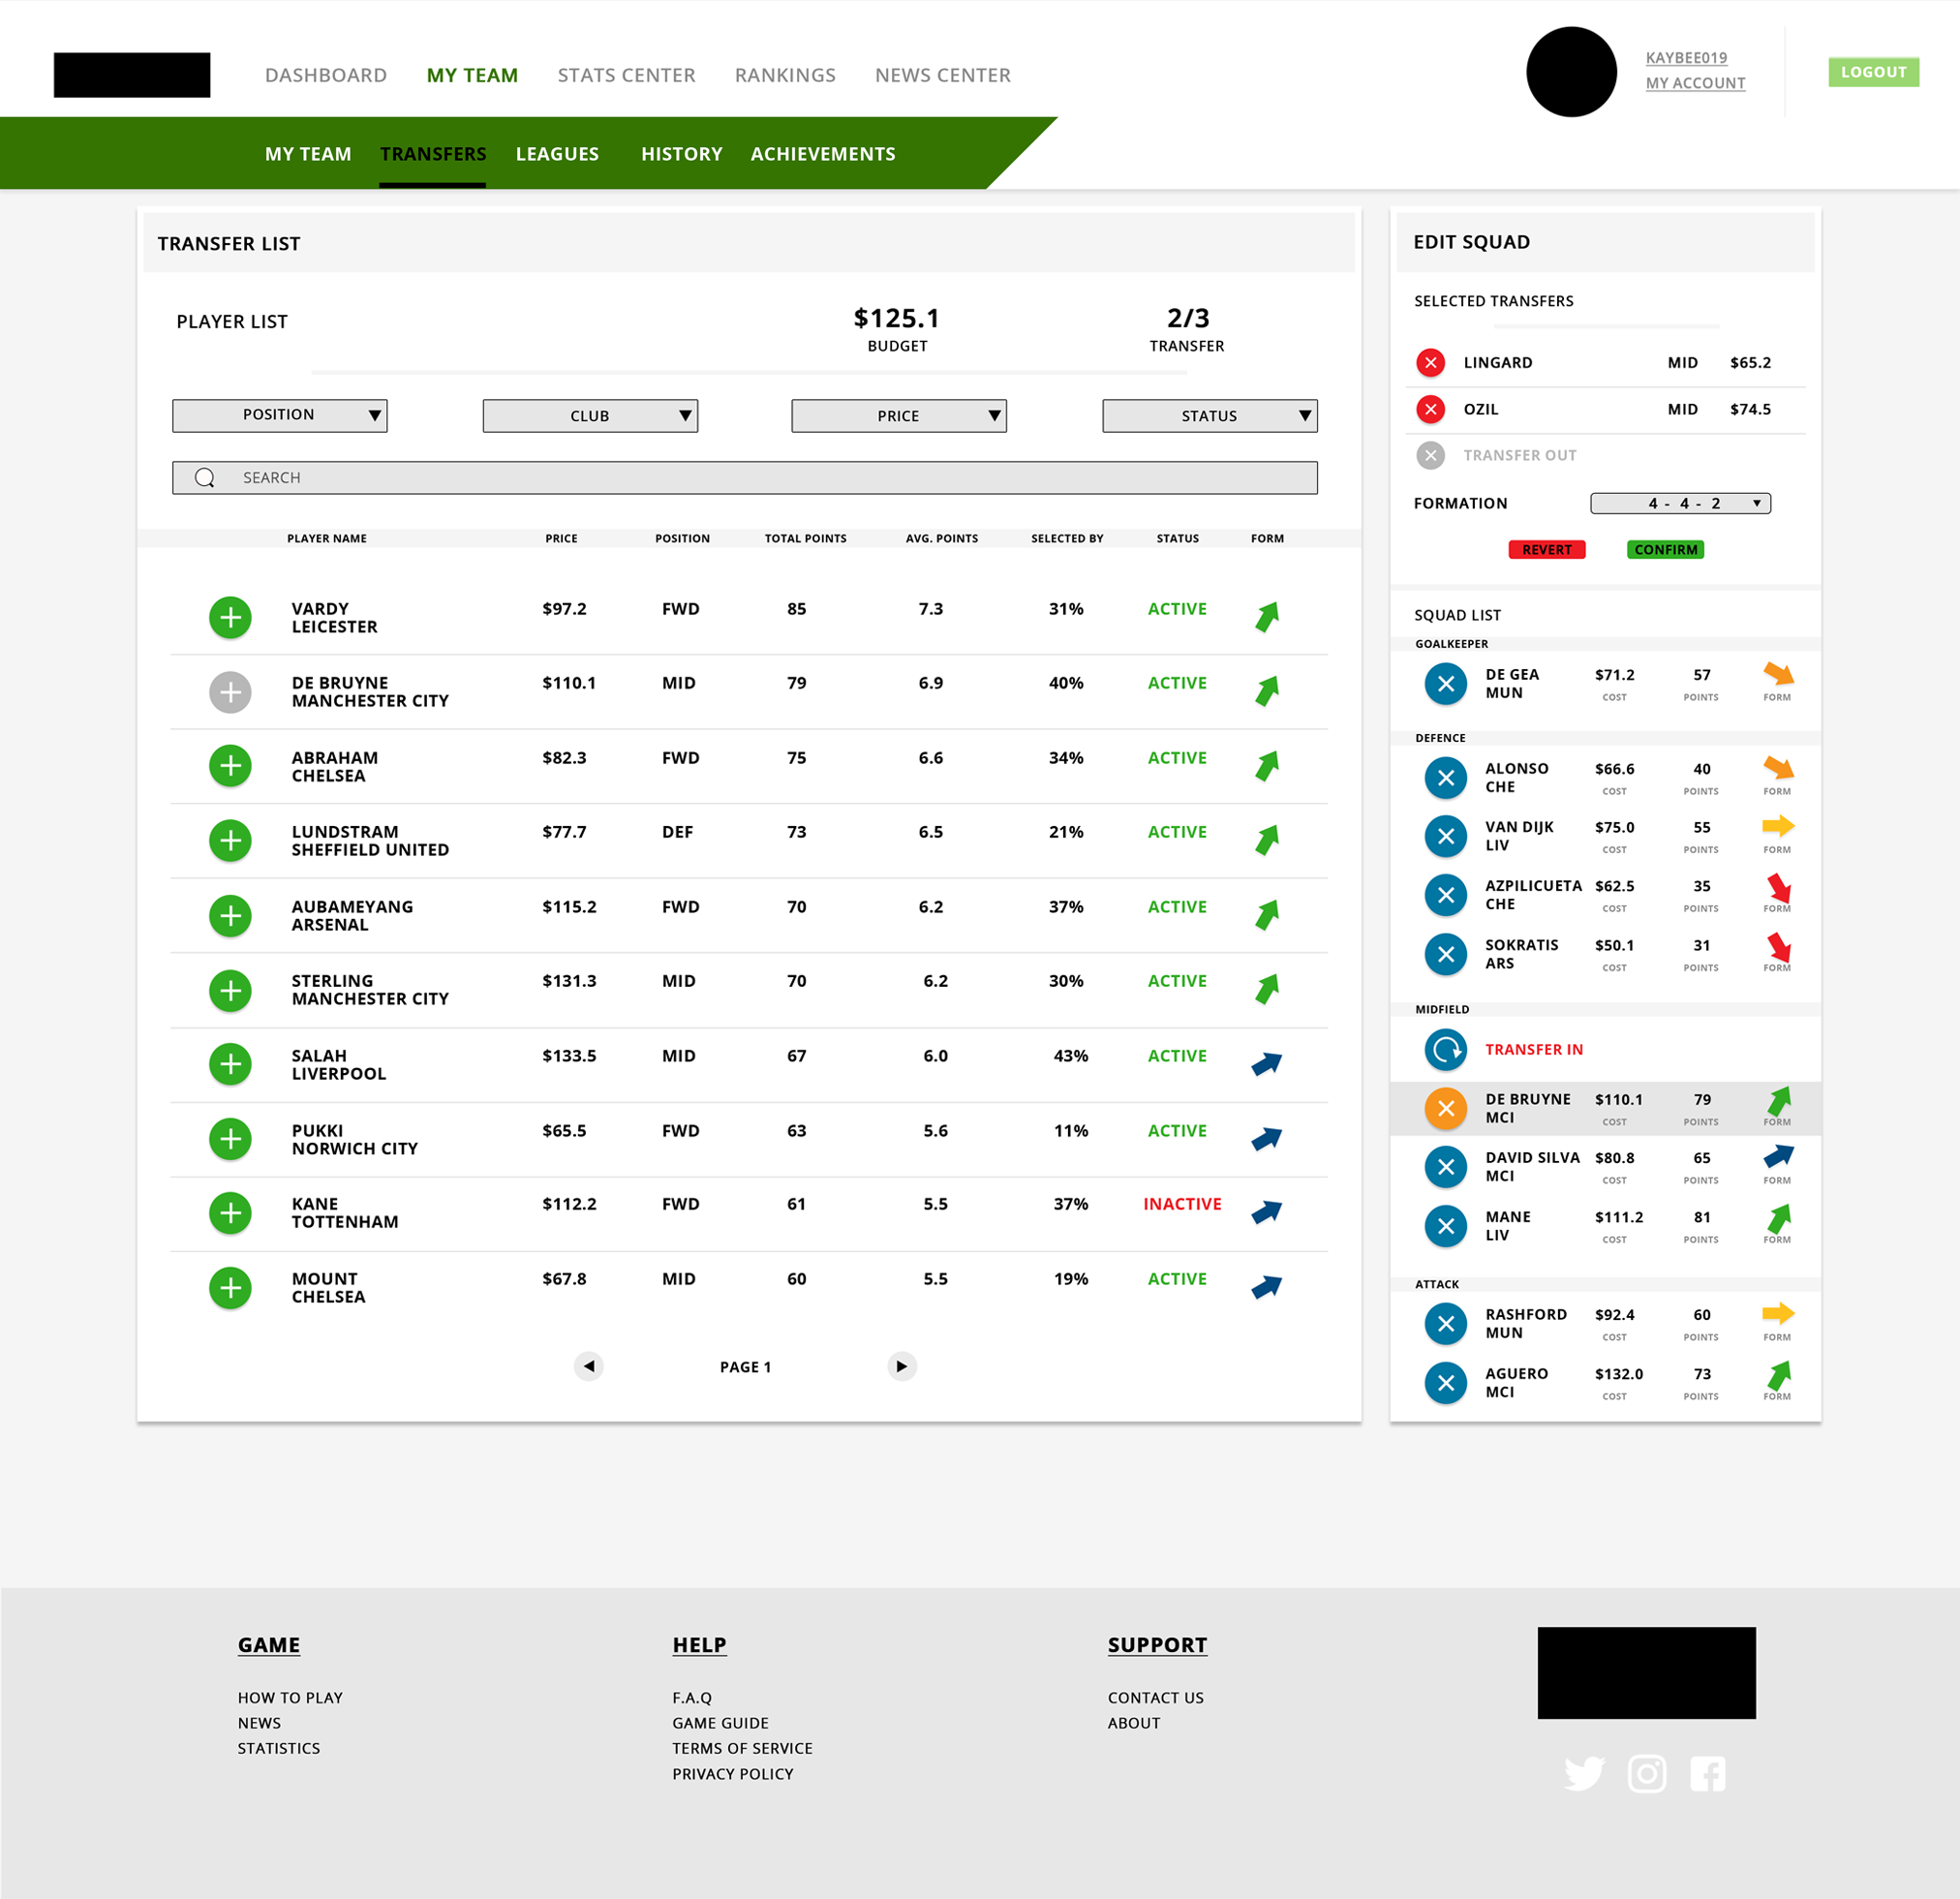 DASHBOARD MY TEAM STATS CENTER RANKINGS NEWS CENTER
KAYBEE019
MY ACCOUNT
LOGOUT
MY TEAM TRANSFERS LEAGUES HISTORY ACHIEVEMENTS
TRANSFER LIST
PLAYER LIST
$125.1
BUDGET
2/3
TRANSFER
POSITION CLUB PRICE STATUS
SEARCH
PLAYER NAME PRICE POSITION TOTAL POINTS AVG. POINTS SELECTED BY STATUS FORM
VARDY $97.2 FWD 85 7.3 31% ACTIVE
LEICESTER
DE BRUYNE $110.1 MID 79 6.9 40% ACTIVE
MANCHESTER CITY
ABRAHAM $82.3 FWD 75 6.6 34% ACTIVE
CHELSEA
LUNDSTRAM $77.7 DEF 73 6.5 21% ACTIVE
SHEFFIELD UNITED
AUBAMEYANG $115.2 FWD 70 6.2 37% ACTIVE
ARSENAL
STERLING $131.3 MID 70 6.2 30% ACTIVE
MANCHESTER CITY
SALAH $133.5 MID 67 6.0 43% ACTIVE
LIVERPOOL
PUKKI $65.5 FWD 63 5.6 11% ACTIVE
NORWICH CITY
KANE $112.2 FWD 61 5.5 37% INACTIVE
TOTTENHAM
MOUNT $67.8 MID 60 5.5 19% ACTIVE
CHELSEA
PAGE 1
EDIT SQUAD
SELECTED TRANSFERS
LINGARD MID $65.2
OZIL MID $74.5
TRANSFER OUT
FORMATION 4 - 4 - 2
REVERT CONFIRM
SQUAD LIST
GOALKEEPER
DE GEA $71.2 57
MUN COST POINTS FORM
DEFENCE
ALONSO $66.6 40
CHE COST POINTS FORM
VAN DIJK $75.0 55
LIV COST POINTS FORM
AZPILICUETA $62.5 35
CHE COST POINTS FORM
SOKRATIS $50.1 31
ARS COST POINTS FORM
MIDFIELD
TRANSFER IN
DE BRUYNE $110.1 79
MCI COST POINTS FORM
DAVID SILVA $80.8 65
MCI COST POINTS FORM
MANE $111.2 81
LIV COST POINTS FORM
ATTACK
RASHFORD $92.4 60
MUN COST POINTS FORM
AGUERO $132.0 73
MCI COST POINTS FORM
GAME
HOW TO PLAY
NEWS
STATISTICS
HELP
F.A.Q
GAME GUIDE
TERMS OF SERVICE
PRIVACY POLICY
SUPPORT
CONTACT US
ABOUT